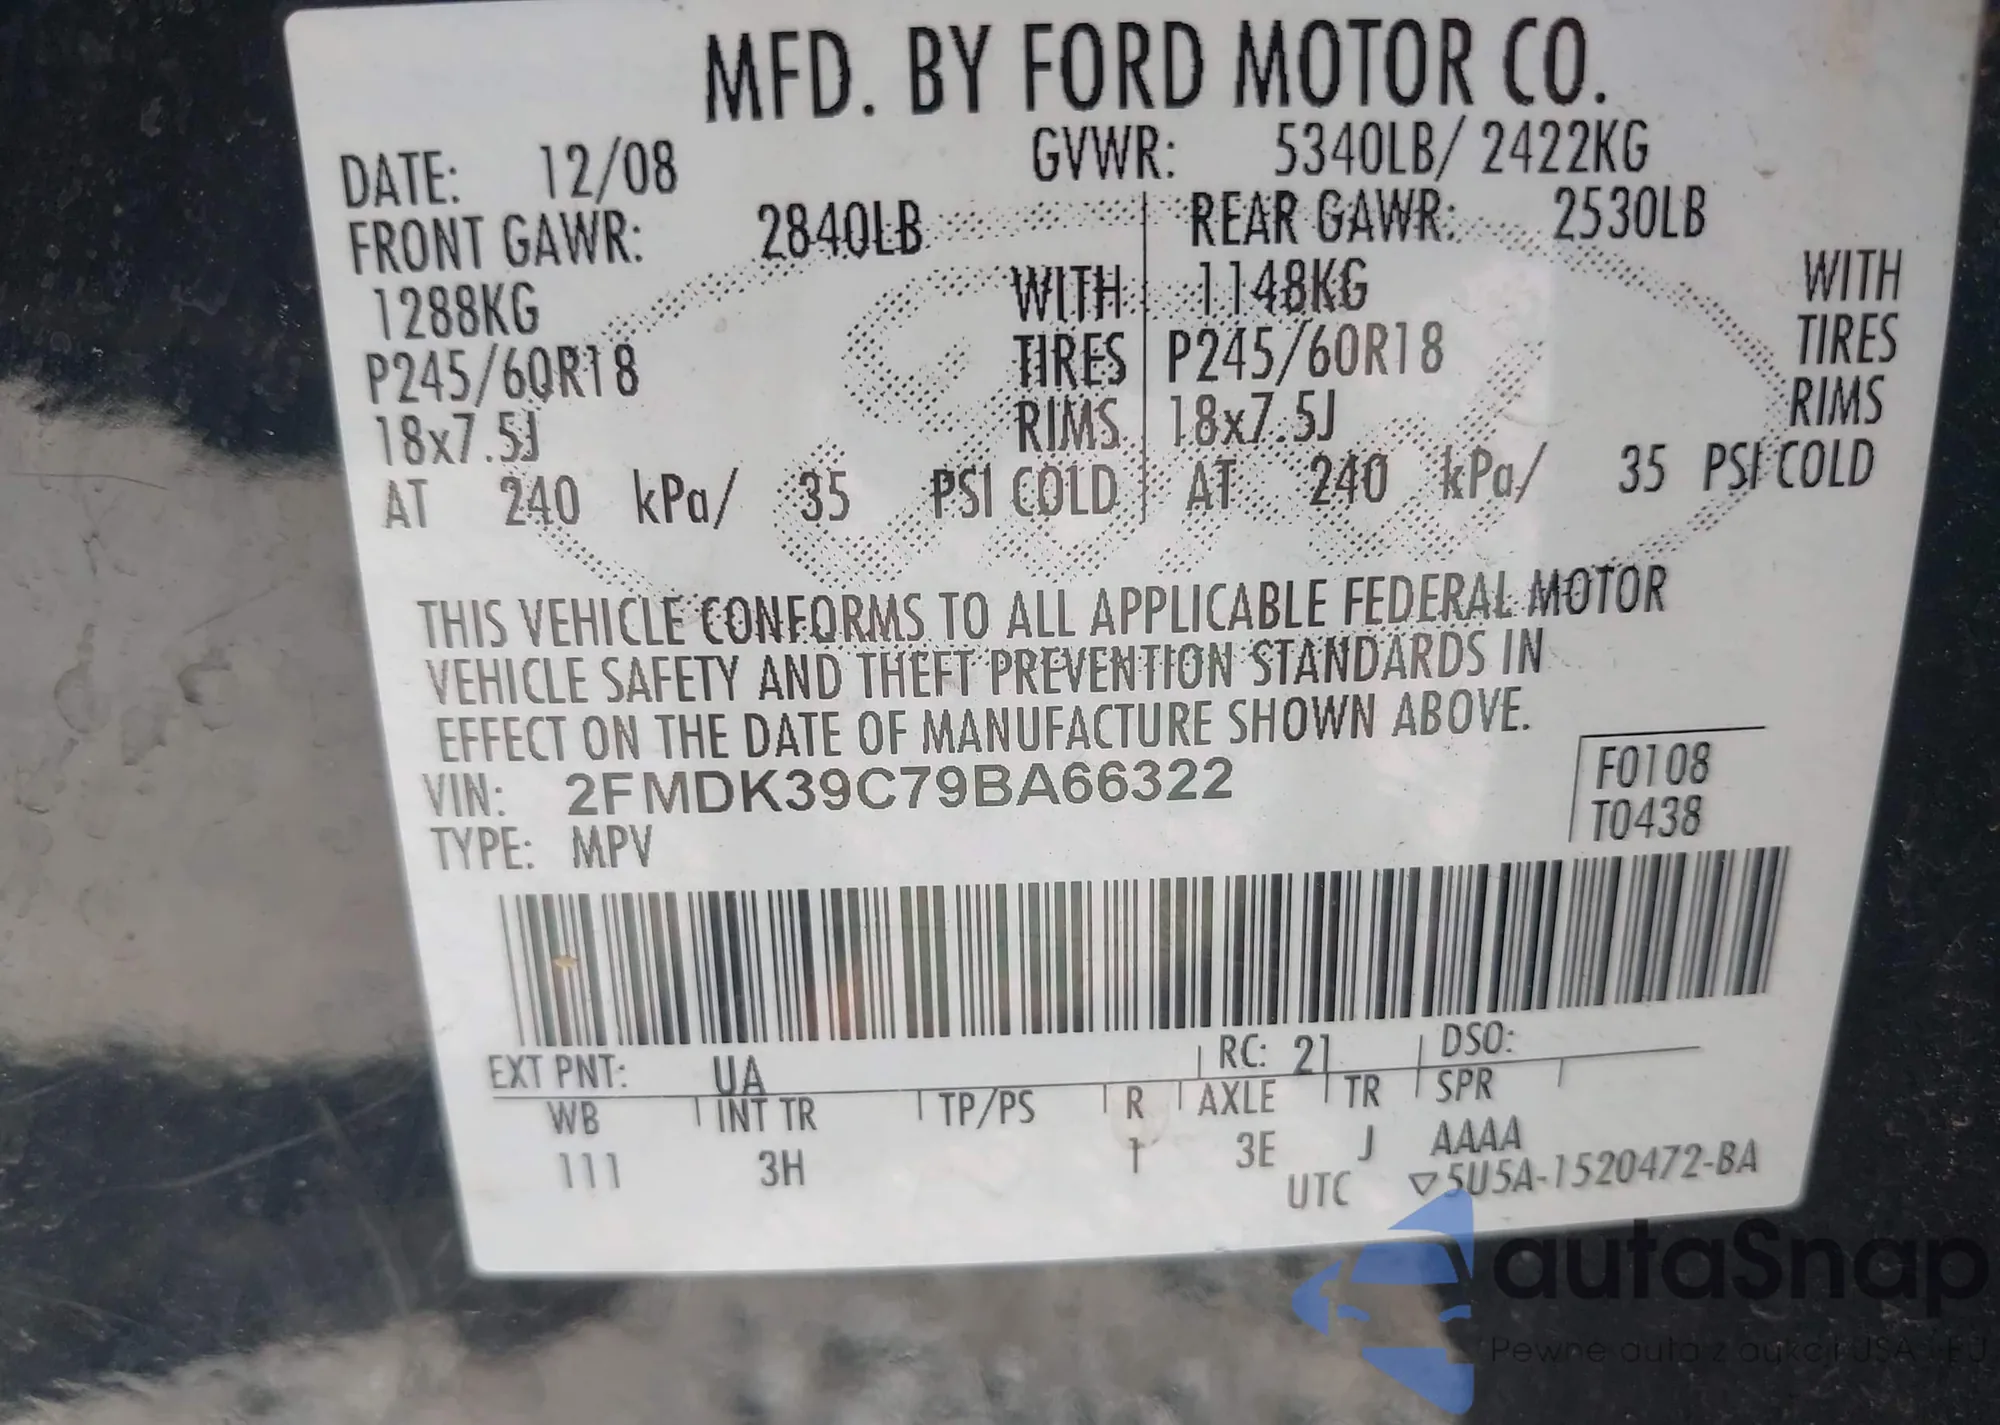 MFD. BY FORD MOTOR CO.
DATE: 12/08 GVWR: 5340LB/ 2422KG
FRONT GAWR: 2840LB REAR GAWR: 2530LB
1288KG WITH 1148KG WITH
P245/60R18 TIRES P245/60R18 TIRES
18x7.5J RIMS 18x7.5J RIMS
AT 240 kPa/ 35 PSI COLD AT 240 kPa/ 35 PSI COLD
THIS VEHICLE CONFORMS TO ALL APPLICABLE FEDERAL MOTOR
VEHICLE SAFETY AND THEFT PREVENTION STANDARDS IN
EFFECT ON THE DATE OF MANUFACTURE SHOWN ABOVE.
VIN: 2FMDK39C79BA66322 F0108
TYPE: MPV T0438
EXT PNT: UA RC: 21 DSO:
WB INT TR TP/PS R AXLE TR SPR
111 3H 1 3E J AAAA
UTC ▽5U5A-1520472-BA
autaSnap
Pewne auta z aukcji USA i EU